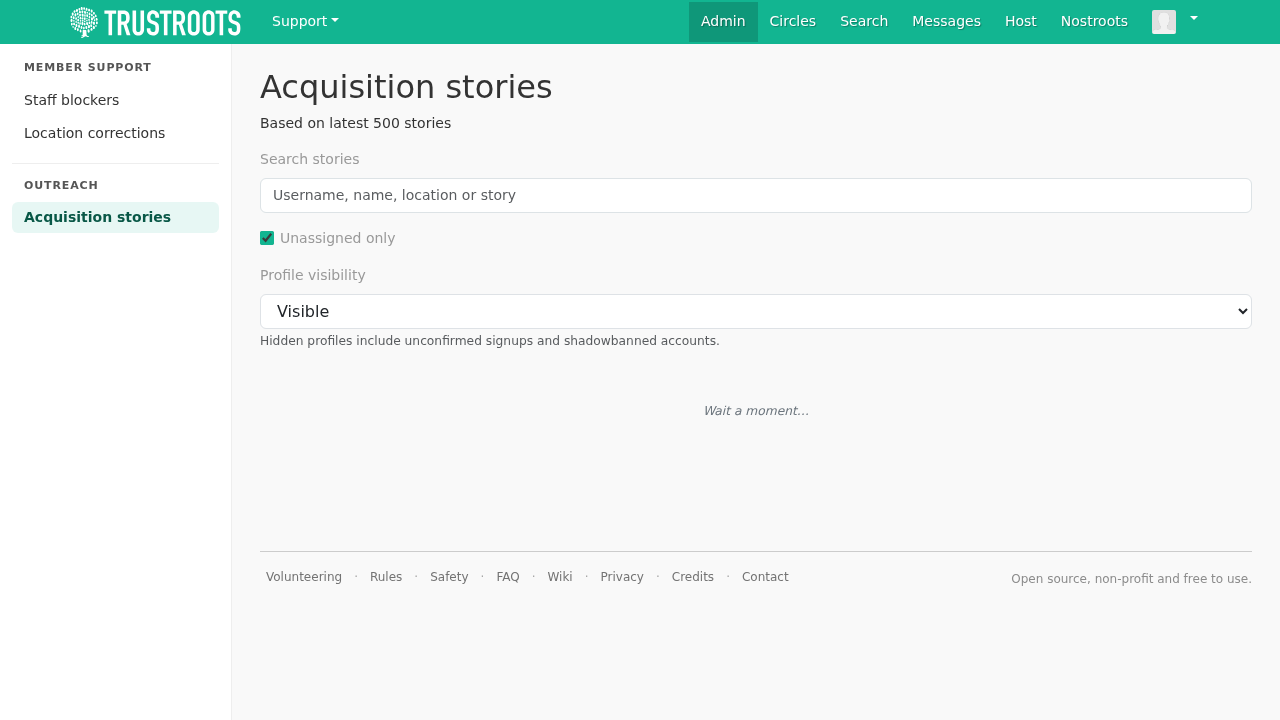 TRUSTROOTS
Support
Admin
Circles
Search
Messages
Host
Nostroots
MEMBER SUPPORT
Staff blockers
Location corrections
OUTREACH
Acquisition stories
Acquisition stories
Based on latest 500 stories
Search stories
Username, name, location or story
Unassigned only
Profile visibility
Visible
Hidden profiles include unconfirmed signups and shadowbanned accounts.
Wait a moment…
Volunteering · Rules · Safety · FAQ · Wiki · Privacy · Credits · Contact
Open source, non-profit and free to use.